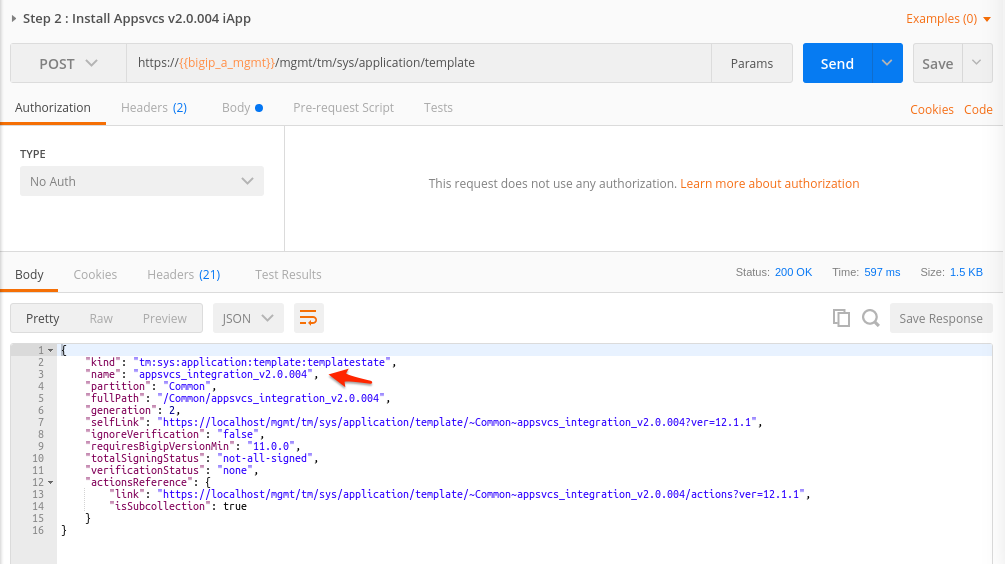 Step 2 : Install Appsvcs v2.0.004 iApp
Examples (0)
POST
https://{{bigip_a_mgmt}}/mgmt/tm/sys/application/template
Params
Send
Save
Authorization
Headers (2)
Body
Pre-request Script
Tests
Cookies
Code
TYPE
No Auth
This request does not use any authorization. Learn more about authorization
Body
Cookies
Headers (21)
Test Results
Status: 200 OK
Time: 597 ms
Size: 1.5 KB
Pretty
Raw
Preview
JSON
Save Response
1 {
2 "kind": "tm:sys:application:template:templatestate",
3 "name": "appsvcs_integration_v2.0.004",
4 "partition": "Common",
5 "fullPath": "/Common/appsvcs_integration_v2.0.004",
6 "generation": 2,
7 "selfLink": "https://localhost/mgmt/tm/sys/application/template/~Common~appsvcs_integration_v2.0.004?ver=12.1.1",
8 "ignoreVerification": "false",
9 "requiresBigipVersionMin": "11.0.0",
10 "totalSigningStatus": "not-all-signed",
11 "verificationStatus": "none",
12 "actionsReference": {
13 "link": "https://localhost/mgmt/tm/sys/application/template/~Common~appsvcs_integration_v2.0.004/actions?ver=12.1.1",
14 "isSubcollection": true
15 }
16 }